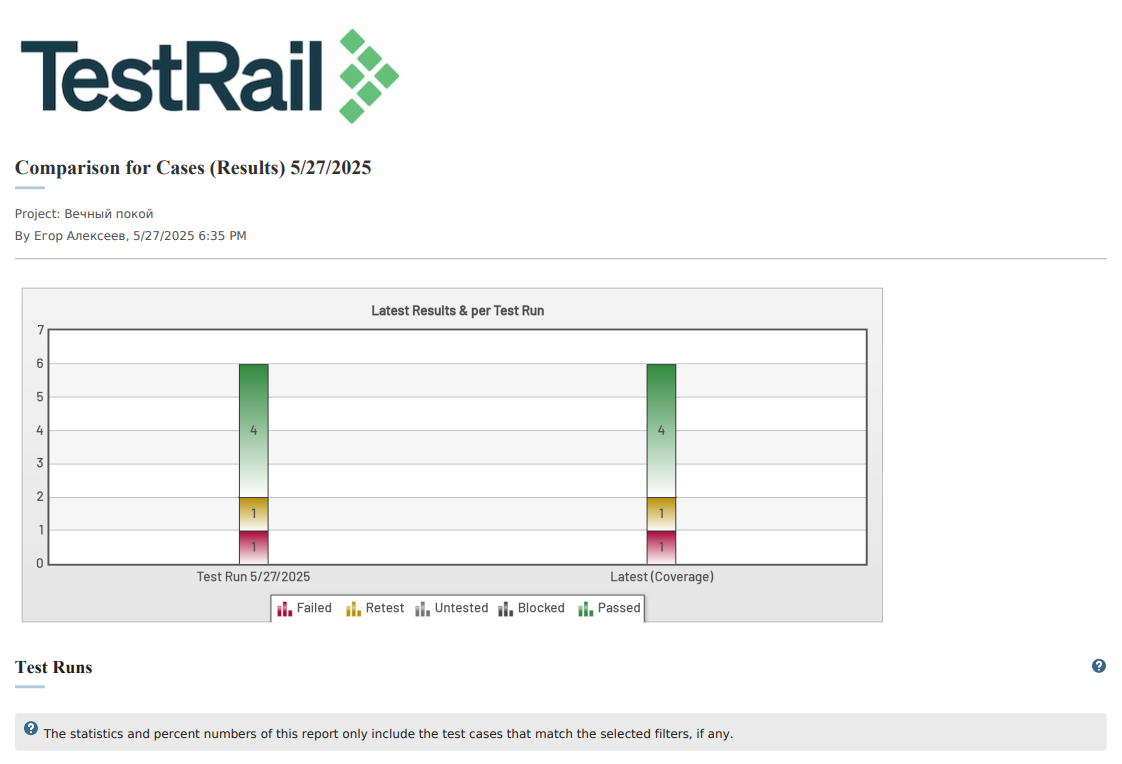 TestRail
Comparison for Cases (Results) 5/27/2025
Project: Вечный покой
By Егор Алексеев, 5/27/2025 6:35 PM
Latest Results & per Test Run
7
6
5
4
3
2
1
0
4
4
1
1
1
1
Test Run 5/27/2025 Latest (Coverage)
Failed Retest Untested Blocked Passed
Test Runs ?
? The statistics and percent numbers of this report only include the test cases that match the selected filters, if any.